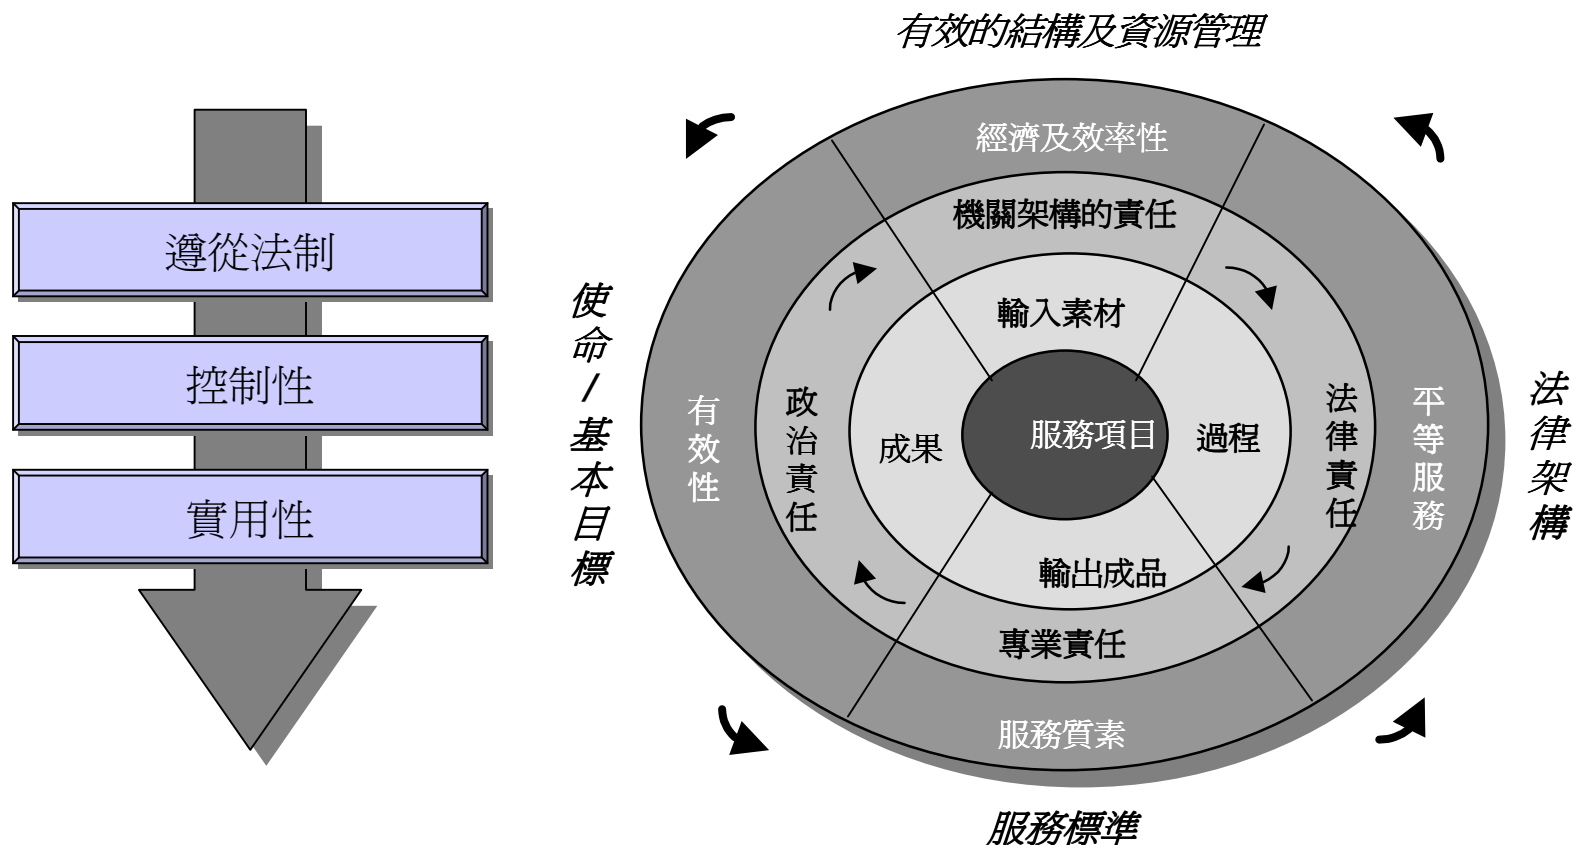 遵從法制
控制性
實用性
有效的結構及資源管理
經濟及效率性
機關架構的責任
輸入素材
使命/基本目標
有效性
政治責任
成果
服務項目
過程
法律責任
平等服務
法律架構
輸出成品
專業責任
服務質素
服務標準